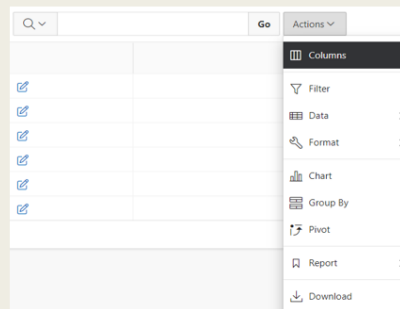 Go
Actions
Columns
Filter
Data
Format
Chart
Group By
Pivot
Report
Download